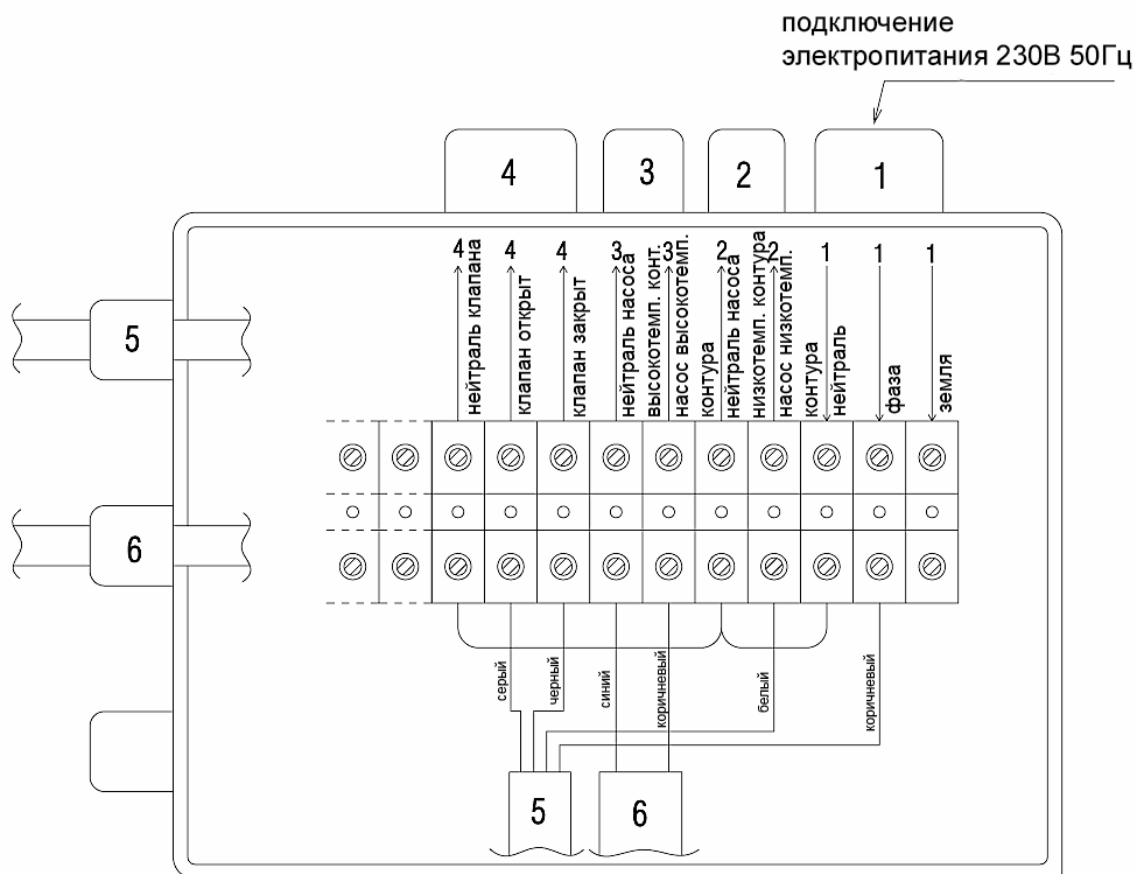 подключение
электропитания 230В 50Гц
4
3
2
1
4
4
4
3
3
2
2
1
1
1
нейтраль клапана
клапан открыт
клапан закрыт
нейтраль насоса
высокотемп. конт.
насос высокотемп.
контура
нейтраль насоса
низкотемп. контура
насос низкотемп.
контура
нейтраль
фаза
земля
5
6
серый
черный
синий
коричневый
белый
коричневый
5
6